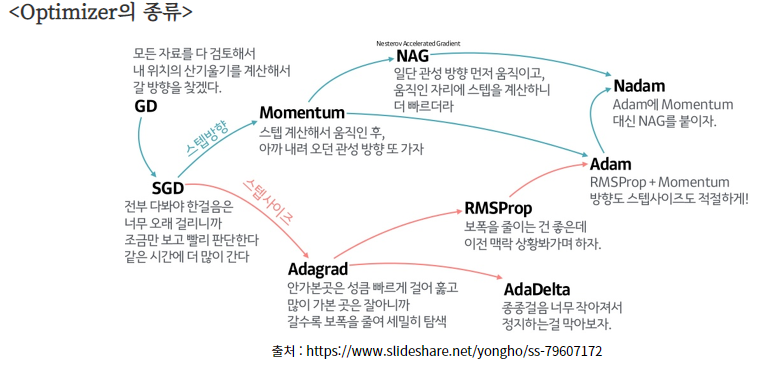 <Optimizer의 종류>
모든 자료를 다 검토해서
내 위치의 산기울기를 계산해서
갈 방향을 찾겠다.
GD
Nesterov Accelerated Gradient
NAG
일단 관성 방향 먼저 움직이고,
움직인 자리에 스텝을 계산하니
더 빠르더라
Nadam
Adam에 Momentum
대신 NAG를 붙이자.
Momentum
스텝 계산해서 움직인 후,
아까 내려 오던 관성 방향 또 가자
스텝방향
Adam
RMSProp + Momentum
방향도 스텝사이즈도 적절하게!
SGD
전부 다봐야 한걸음은
너무 오래 걸리니까
조금만 보고 빨리 판단한다
같은 시간에 더 많이 간다
스텝사이즈
RMSProp
보폭을 줄이는 건 좋은데
이전 맥락 상황봐가며 하자.
Adagrad
안가본곳은 성큼 빠르게 걸어 훑고
많이 가본 곳은 잘아니까
갈수록 보폭을 줄여 세밀히 탐색
AdaDelta
종종걸음 너무 작아져서
정지하는걸 막아보자.
출처 : https://www.slideshare.net/yongho/ss-79607172